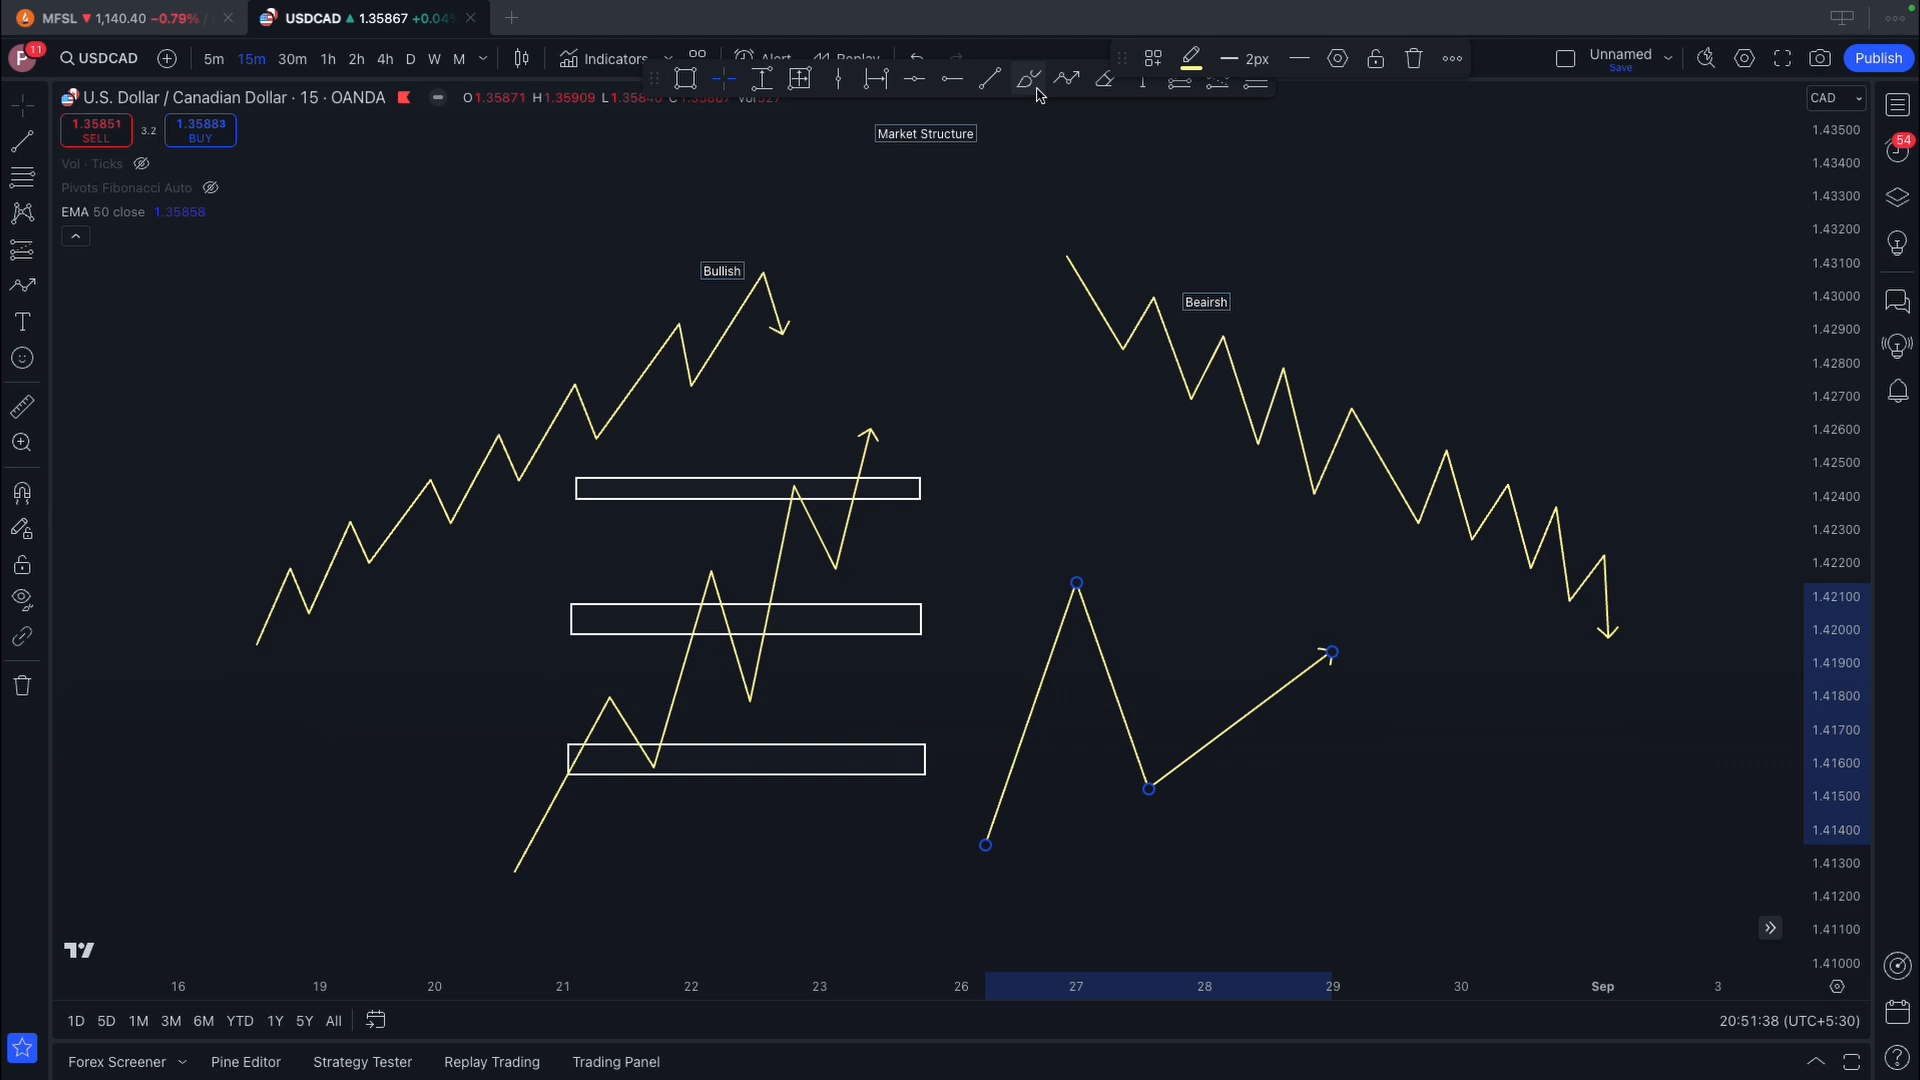 MFSL 1,140.40 −0.79%
USDCAD 1.35867 +0.04%
P 11 USDCAD 5m 15m 30m 1h 2h 4h D W M Indicators Alert Replay 2px Unnamed Save Publish
U.S. Dollar / Canadian Dollar · 15 · OANDA O1.35871 H1.35909
CAD
1.35851 SELL 3.2 1.35883 BUY
Vol · Ticks
Pivots Fibonacci Auto
EMA 50 close 1.35858
54
Market Structure
Bullish
Beairsh
1.43500
1.43400
1.43300
1.43200
1.43100
1.43000
1.42900
1.42800
1.42700
1.42600
1.42500
1.42400
1.42300
1.42200
1.42100
1.42000
1.41900
1.41800
1.41700
1.41600
1.41500
1.41400
1.41300
1.41200
1.41100
1.41000
16 19 20 21 22 23 26 27 28 29 30 Sep 3
1D 5D 1M 3M 6M YTD 1Y 5Y All 20:51:38 (UTC+5:30)
Forex Screener Pine Editor Strategy Tester Replay Trading Trading Panel